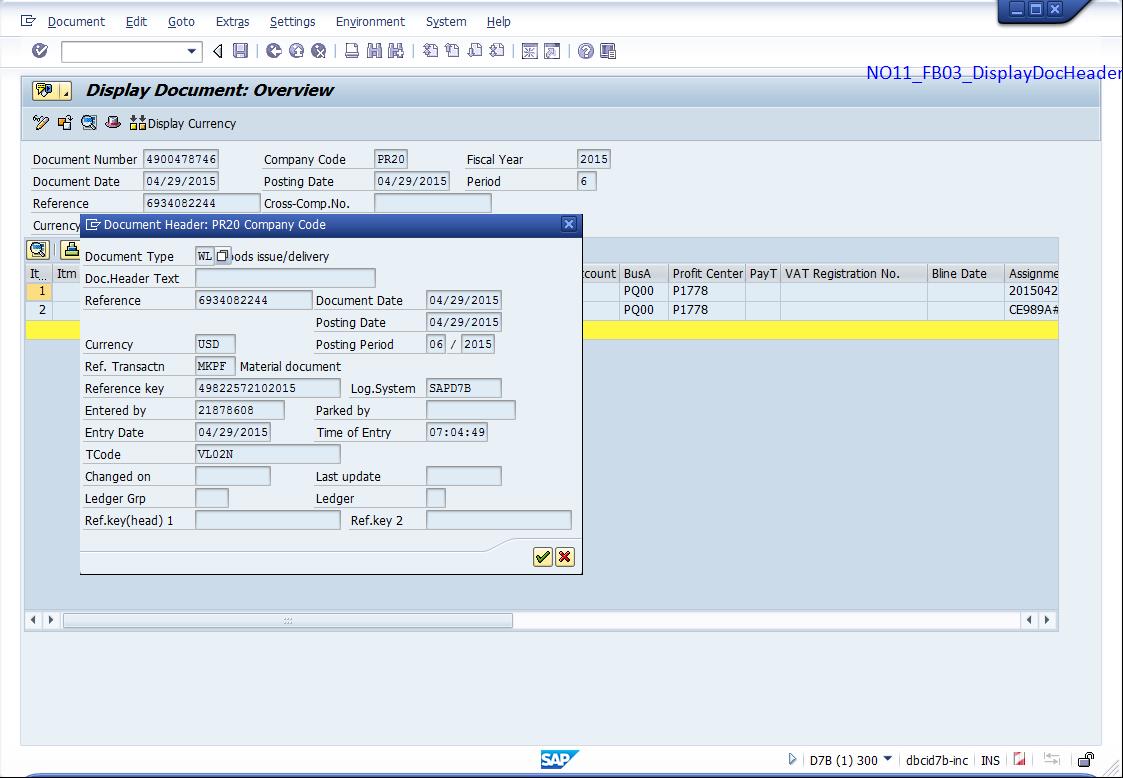 Document Edit Goto Extras Settings Environment System Help
NO11_FB03_DisplayDocHeader
Display Document: Overview
Display Currency
Document Number 4900478746 Company Code PR20 Fiscal Year 2015
Document Date 04/29/2015 Posting Date 04/29/2015 Period 6
Reference 6934082244 Cross-Comp.No.
Currency
Document Header: PR20 Company Code
Document Type WL oods issue/delivery
Doc.Header Text
Reference 6934082244 Document Date 04/29/2015
Posting Date 04/29/2015
Currency USD Posting Period 06 / 2015
Ref. Transactn MKPF Material document
Reference key 49822572102015 Log.System SAPD7B
Entered by 21878608 Parked by
Entry Date 04/29/2015 Time of Entry 07:04:49
TCode VL02N
Changed on Last update
Ledger Grp Ledger
Ref.key(head) 1 Ref.key 2
It... Itm count BusA Profit Center PayT VAT Registration No. Bline Date Assignme
1 PQ00 P1778 2015042
2 PQ00 P1778 CE989A#
SAP D7B (1) 300 dbcid7b-inc INS